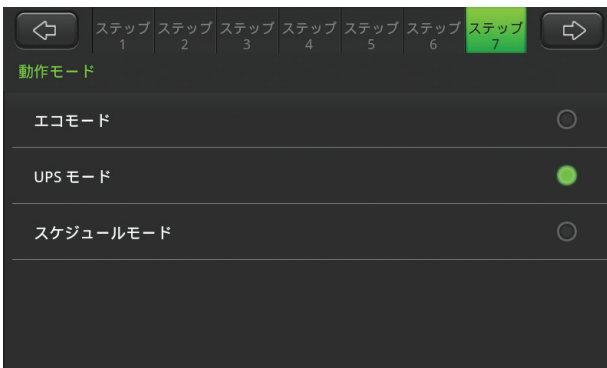 ステップ ステップ ステップ ステップ ステップ ステップ ステップ
1 2 3 4 5 6 7
動作モード
エコモード
UPS モード
スケジュールモード